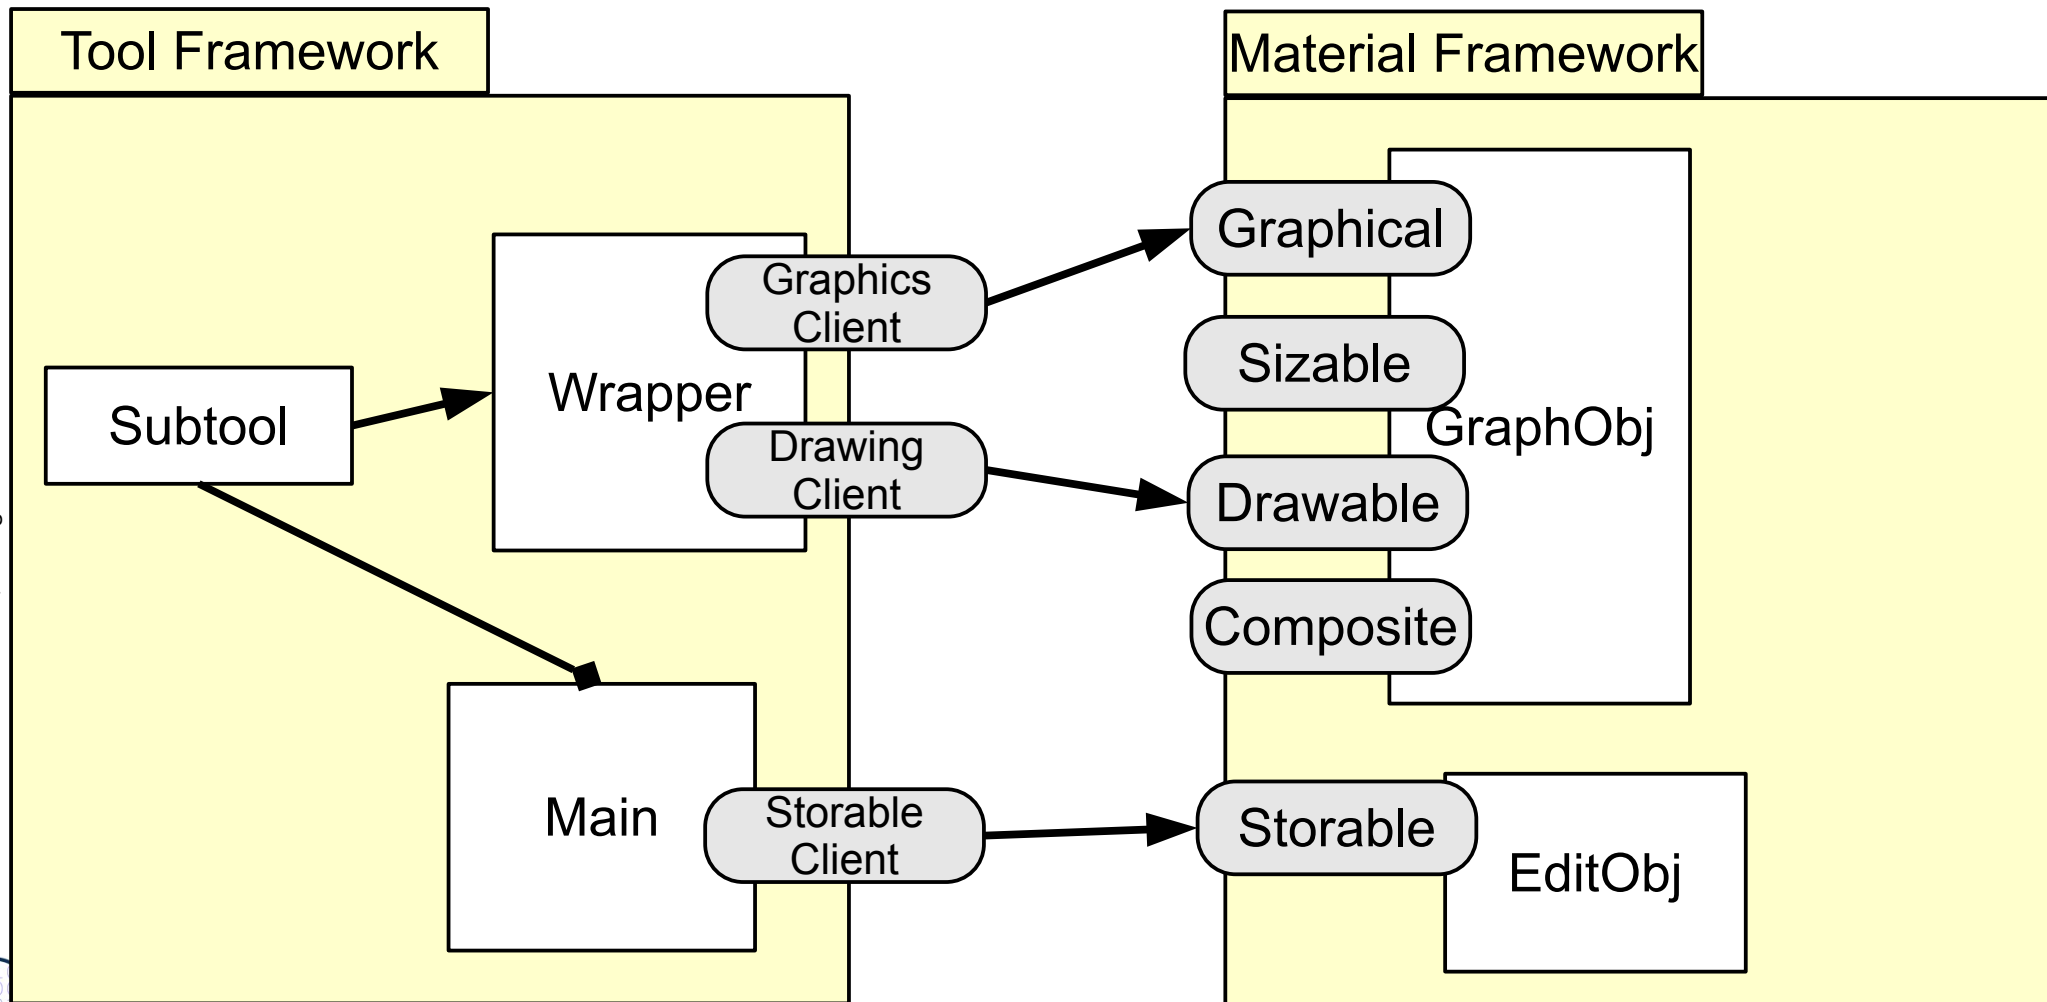 Tool Framework
Material Framework
Graphical
Graphics
Client
Sizable
Wrapper
Subtool
GraphObj
Drawing
Client
Drawable
Composite
Main
Storable
Client
Storable
EditObj